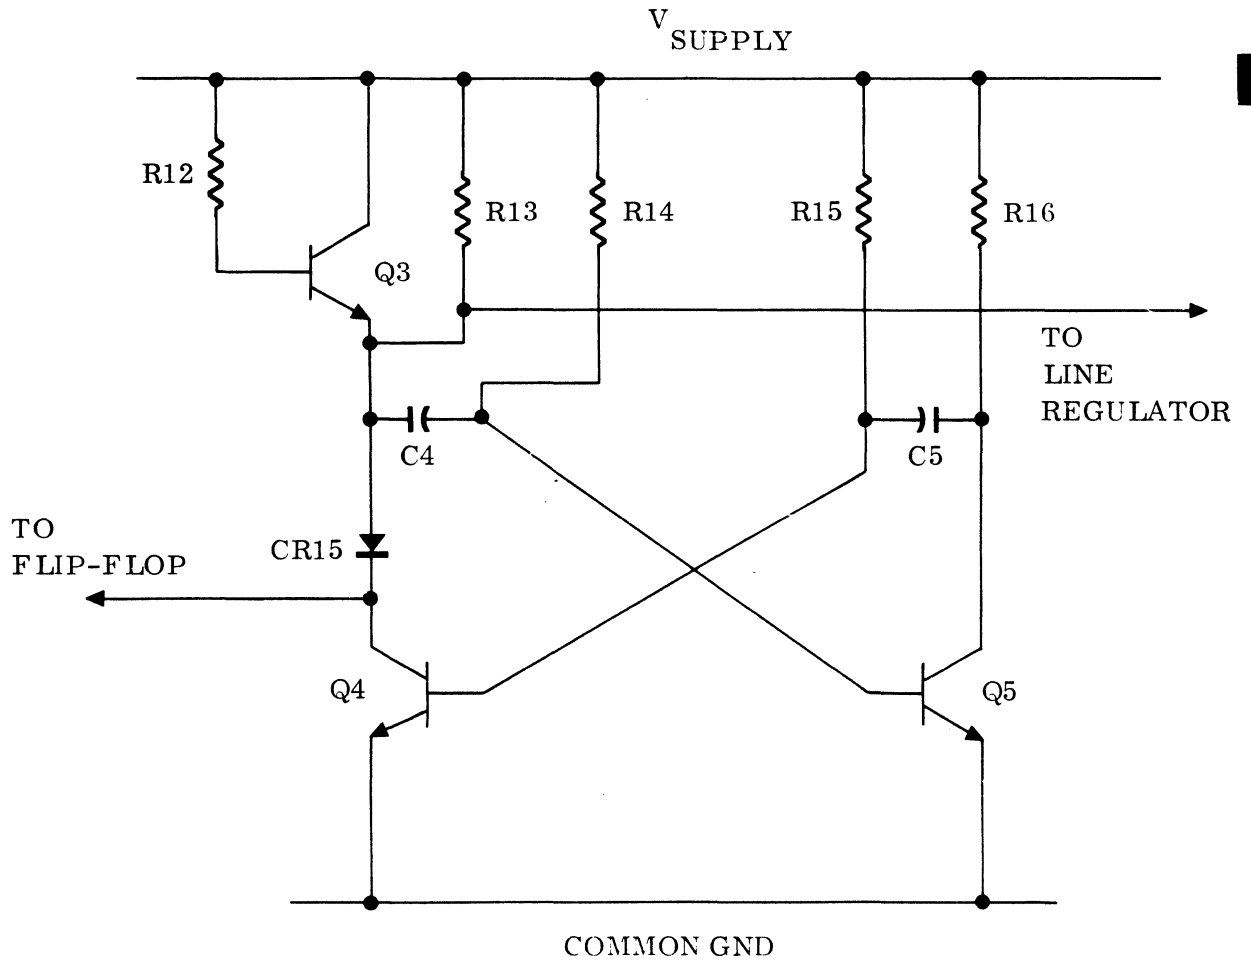 V
SUPPLY
R12
R13
R14
R15
R16
Q3
TO
LINE
REGULATOR
C4
C5
TO
FLIP-FLOP
CR15
Q4
Q5
COMMON GND